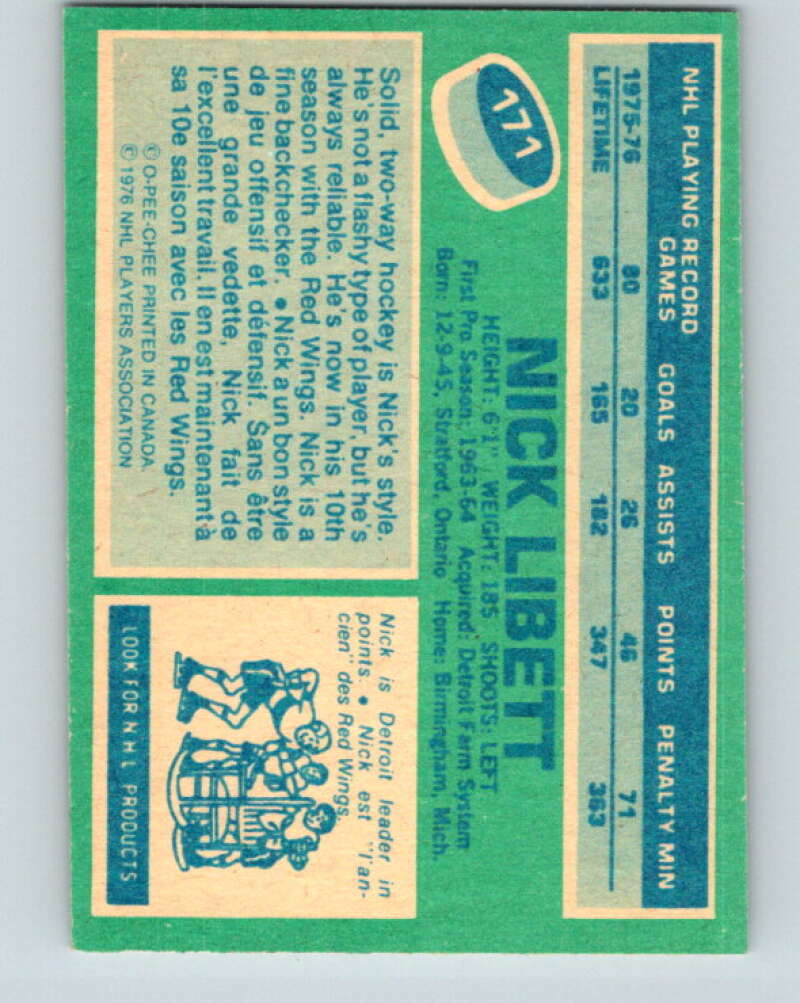 NHL PLAYING RECORD
GAMES GOALS ASSISTS POINTS PENALTY MIN
1975-76 80 20 26 46 71
LIFETIME 633 165 182 347 363
171
NICK LIBETT
HEIGHT: 6'1" WEIGHT: 185 SHOOTS: LEFT
First Pro Season: 1963-64 Acquired: Detroit Farm System
Born: 12-9-45, Stratford, Ontario Home: Birmingham, Mich.
Solid, two-way hockey is Nick's style.
He's not a flashy type of player, but he's
always reliable. He's now in his 10th
season with the Red Wings. Nick is a
fine backchecker. • Nick a un bon style
de jeu offensif et défensif. Sans être
une grande vedette, Nick fait de
l'excellent travail. Il en est maintenant à
sa 10e saison avec les Red Wings.
© O-PEE-CHEE PRINTED IN CANADA.
© 1976 NHL PLAYERS ASSOCIATION
Nick is Detroit leader in
points. • Nick est "l'an-
cien" des Red Wings.
LOOK FOR NHL PRODUCTS